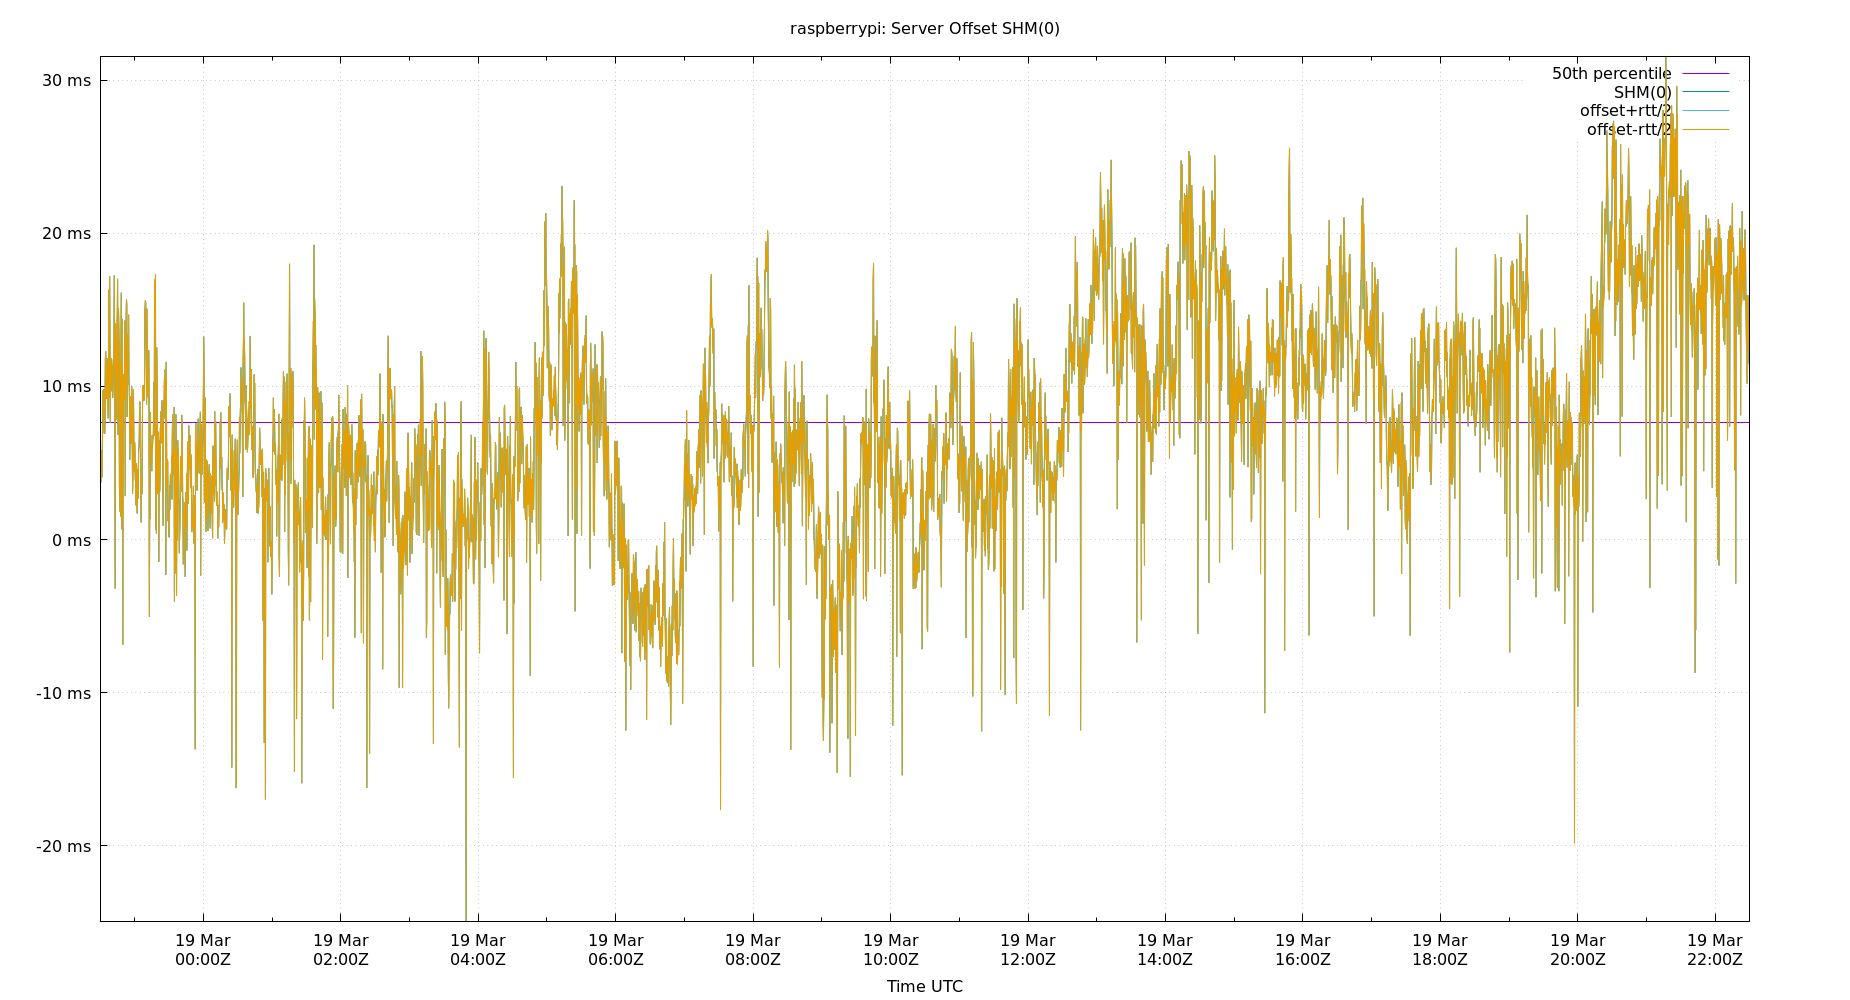 raspberrypi: Server Offset SHM(0)
50th percentile
SHM(0)
offset+rtt/2
offset-rtt/2
30 ms
20 ms
10 ms
0 ms
-10 ms
-20 ms
19 Mar 19 Mar 19 Mar 19 Mar 19 Mar 19 Mar 19 Mar 19 Mar 19 Mar 19 Mar 19 Mar 19 Mar
00:00Z 02:00Z 04:00Z 06:00Z 08:00Z 10:00Z 12:00Z 14:00Z 16:00Z 18:00Z 20:00Z 22:00Z
Time UTC